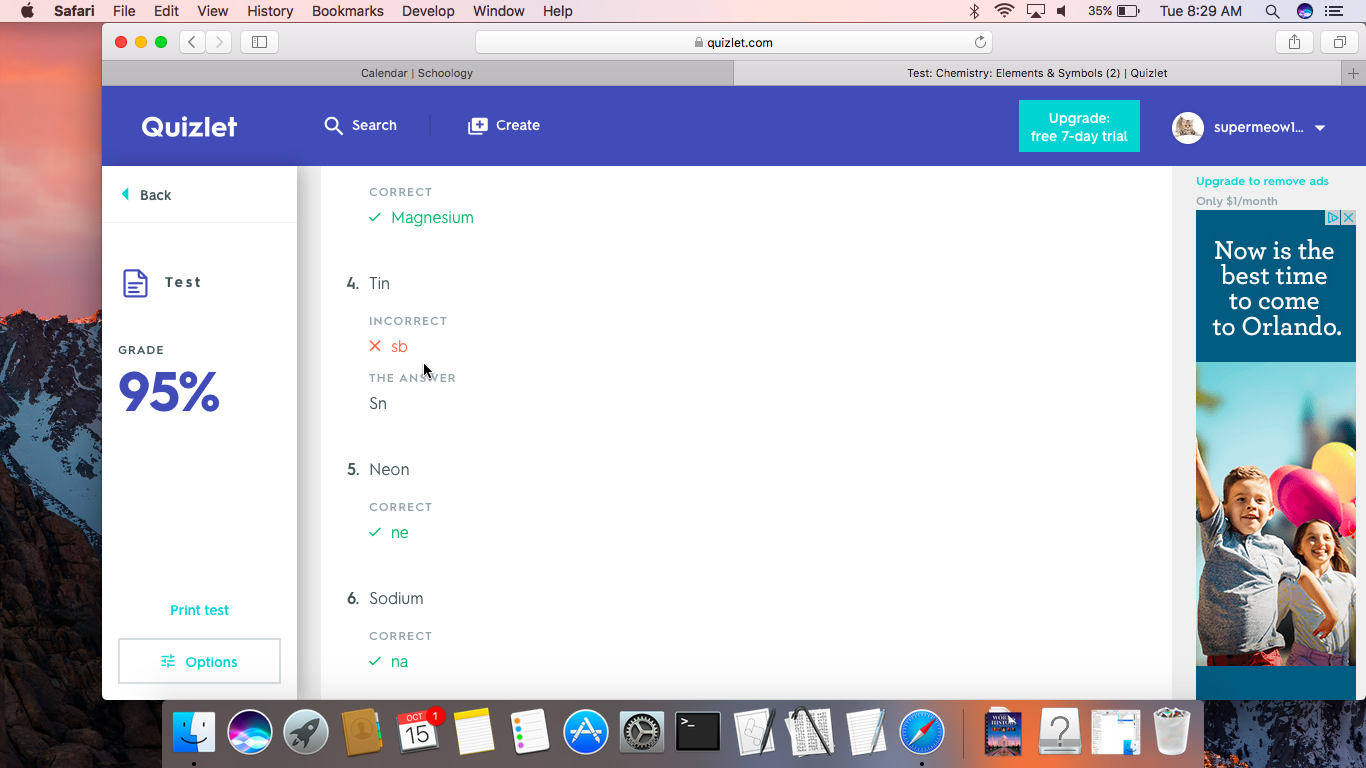 Safari File Edit View History Bookmarks Develop Window Help 35% Tue 8:29 AM
quizlet.com
Calendar | Schoology
Test: Chemistry: Elements & Symbols (2) | Quizlet
Quizlet
Search
Create
Upgrade:
free 7-day trial
supermeow1...
Back
Test
GRADE
95%
Print test
Options
CORRECT
Magnesium
4. Tin
INCORRECT
sb
THE ANSWER
Sn
5. Neon
CORRECT
ne
6. Sodium
CORRECT
na
Upgrade to remove ads
Only $1/month
Now is the
best time
to come
to Orlando.
OCT
1
15
>_
?